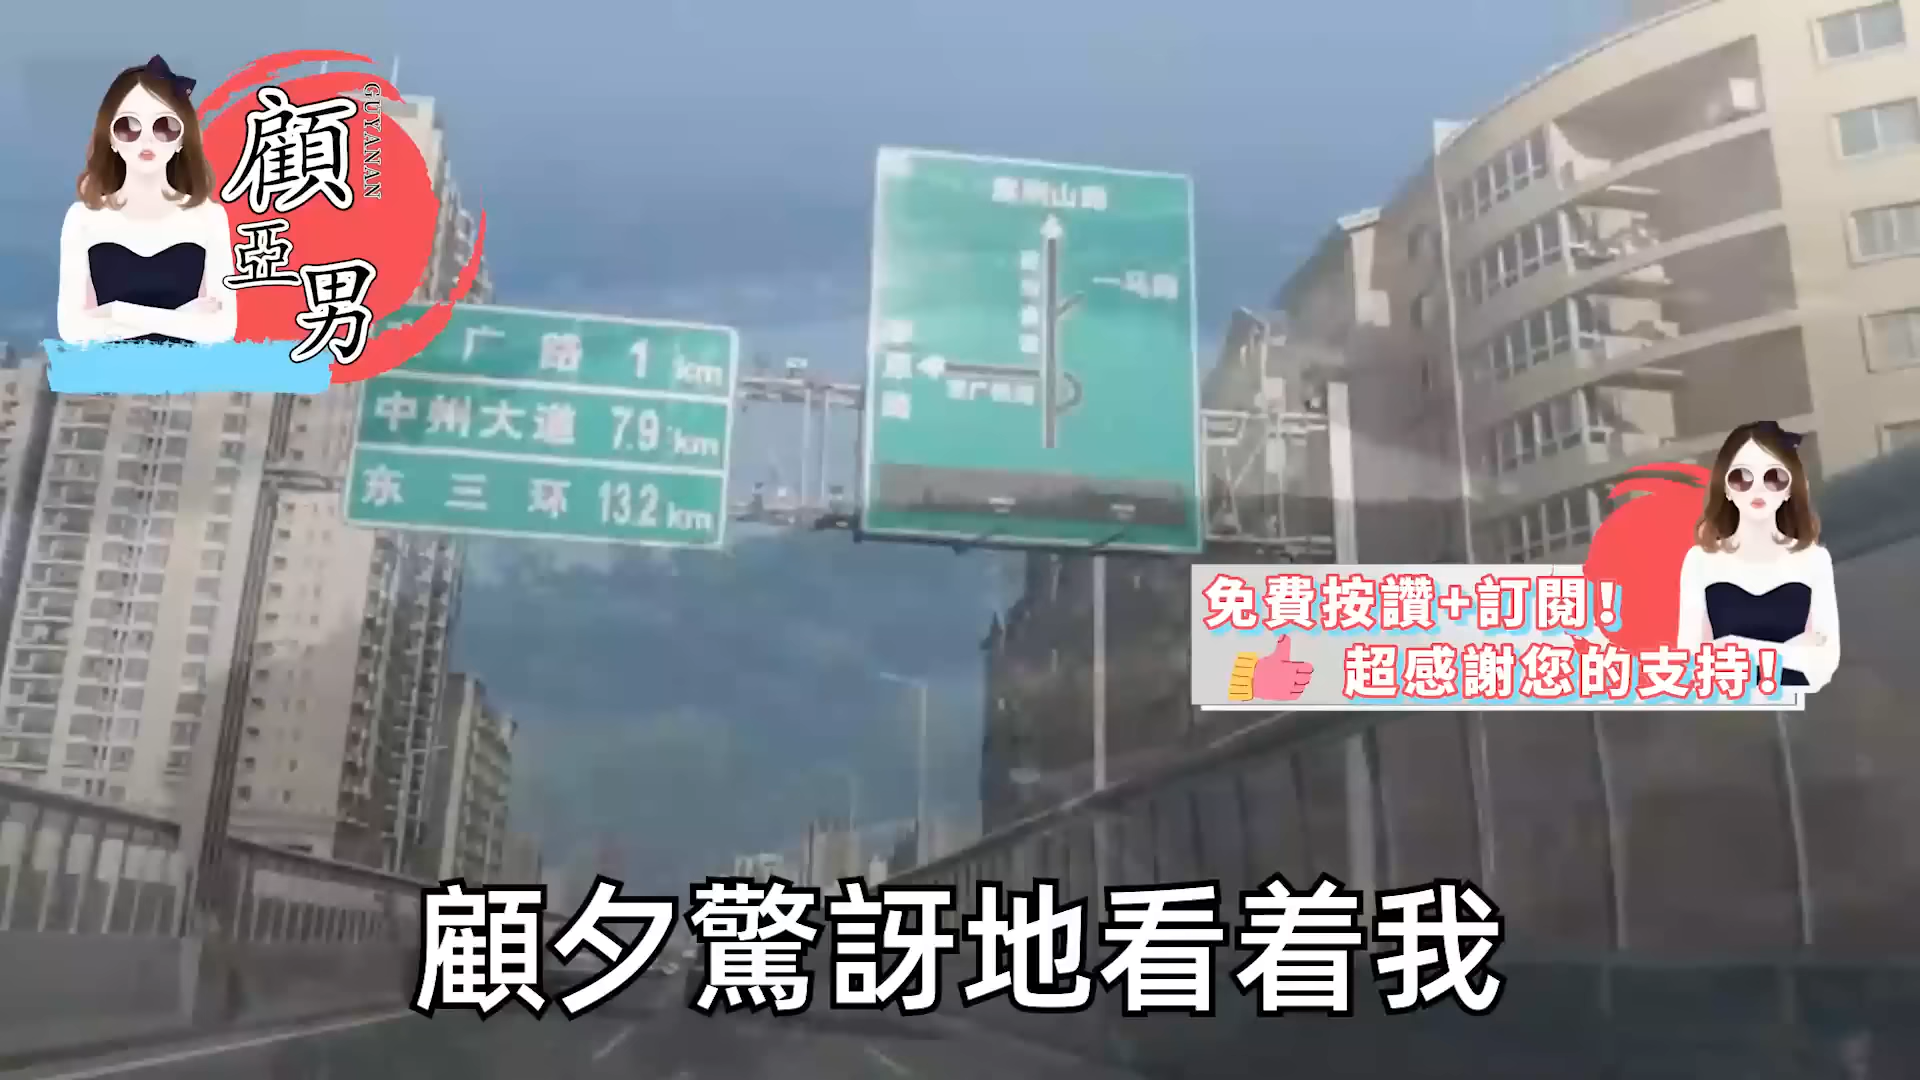 顧亞男
GUYANAN
广路 1 km
中州大道 7.9 km
东三环 13.2 km
一马路
免費按讚+訂閱!
超感謝您的支持!
顧夕驚訝地看着我